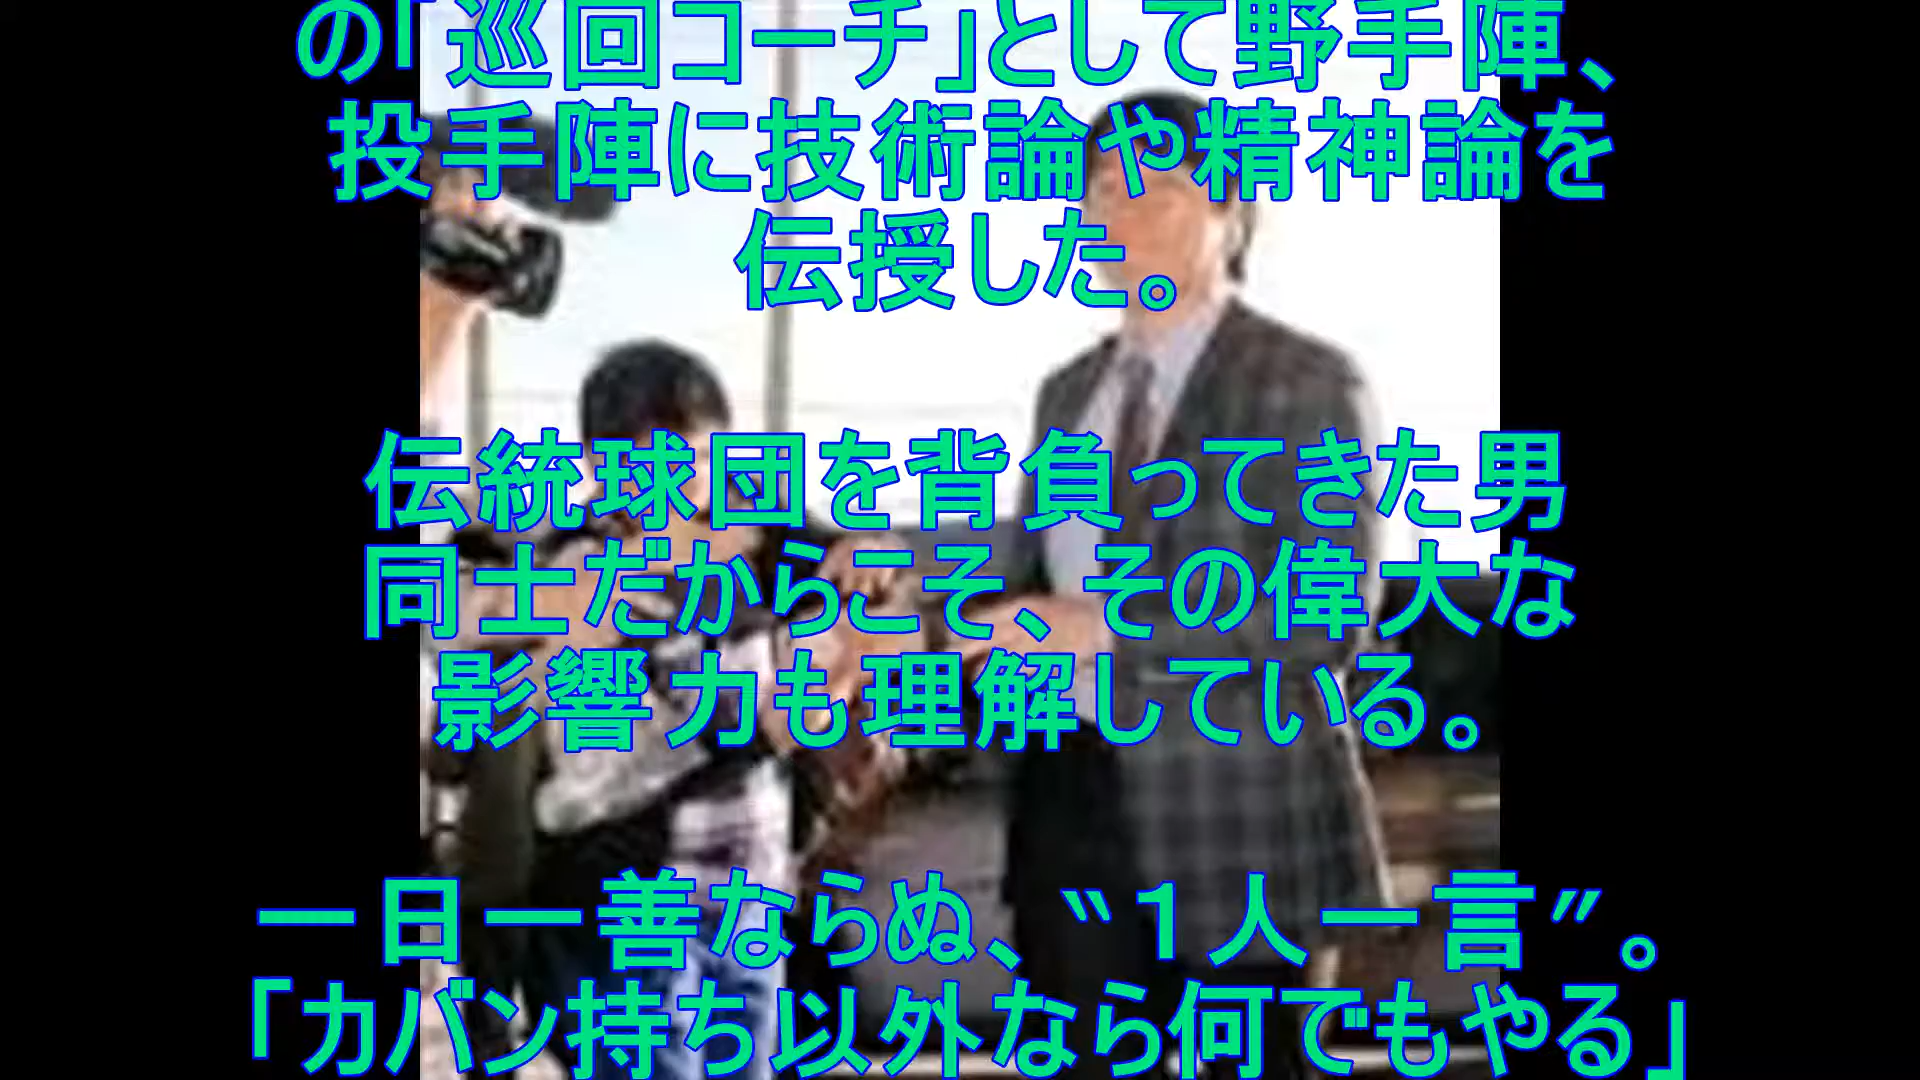 の「巡回コーチ」として野手陣、
投手陣に技術論や精神論を
伝授した。
伝統球団を背負ってきた男
同士だからこそ、その偉大な
影響力も理解している。
一日一善ならぬ、〝１人一言〟。
「カバン持ち以外なら何でもやる」